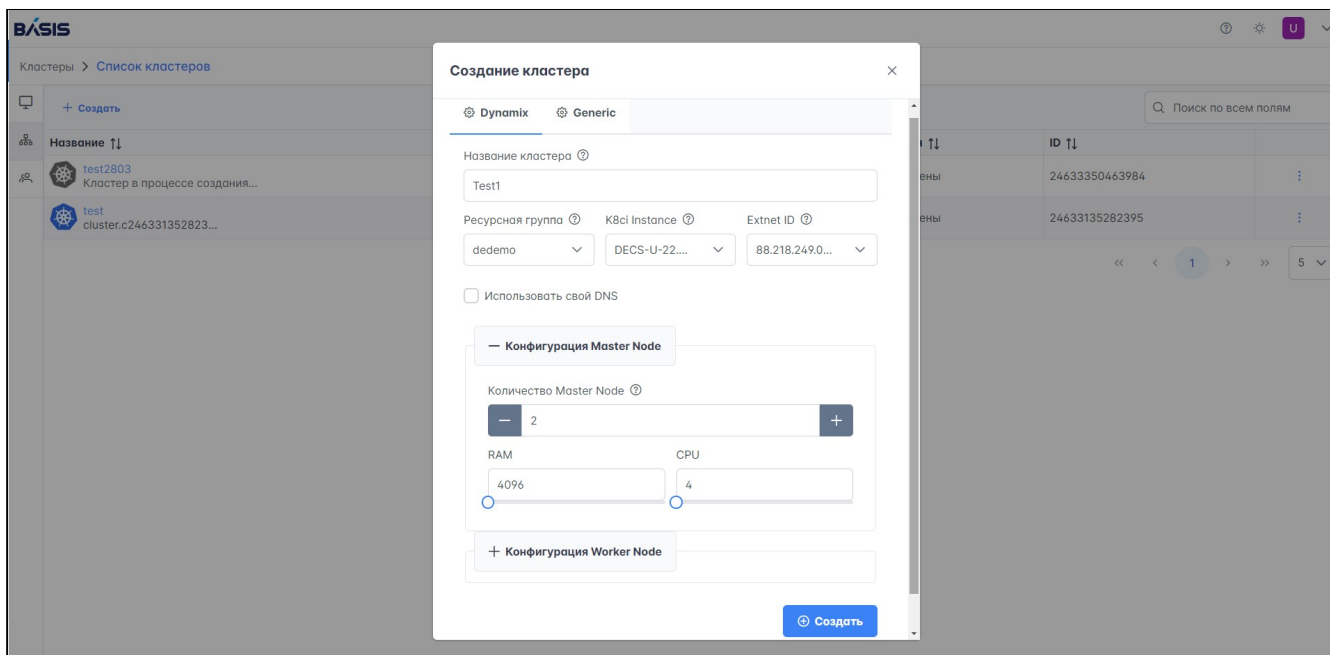 BÁSIS
U
Кластеры > Список кластеров
+ Создать
Поиск по всем полям
Название
ID
test2803
Кластер в процессе создания...
24633350463984
test
cluster.c246331352823...
24633135282395
1
5
Создание кластера
Dynamix Generic
Название кластера
Test1
Ресурсная группа K8ci Instance Extnet ID
dedemo DECS-U-22.... 88.218.249.0...
Использовать свой DNS
— Конфигурация Master Node
Количество Master Node
— 2 +
RAM CPU
4096 4
+ Конфигурация Worker Node
Создать